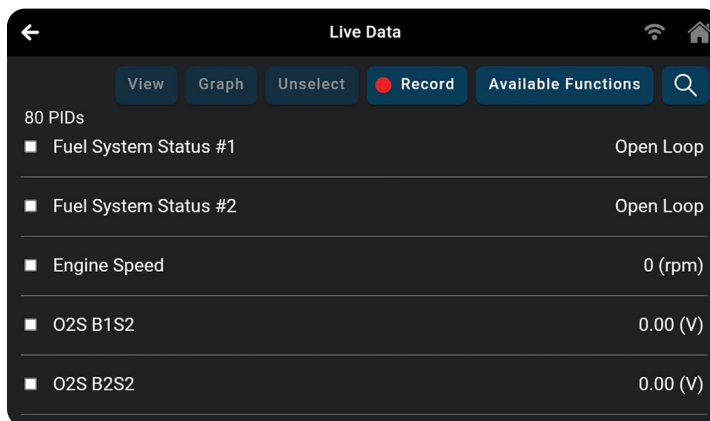 Live Data
View Graph Unselect Record Available Functions
80 PIDs
Fuel System Status #1 Open Loop
Fuel System Status #2 Open Loop
Engine Speed 0 (rpm)
O2S B1S2 0.00 (V)
O2S B2S2 0.00 (V)